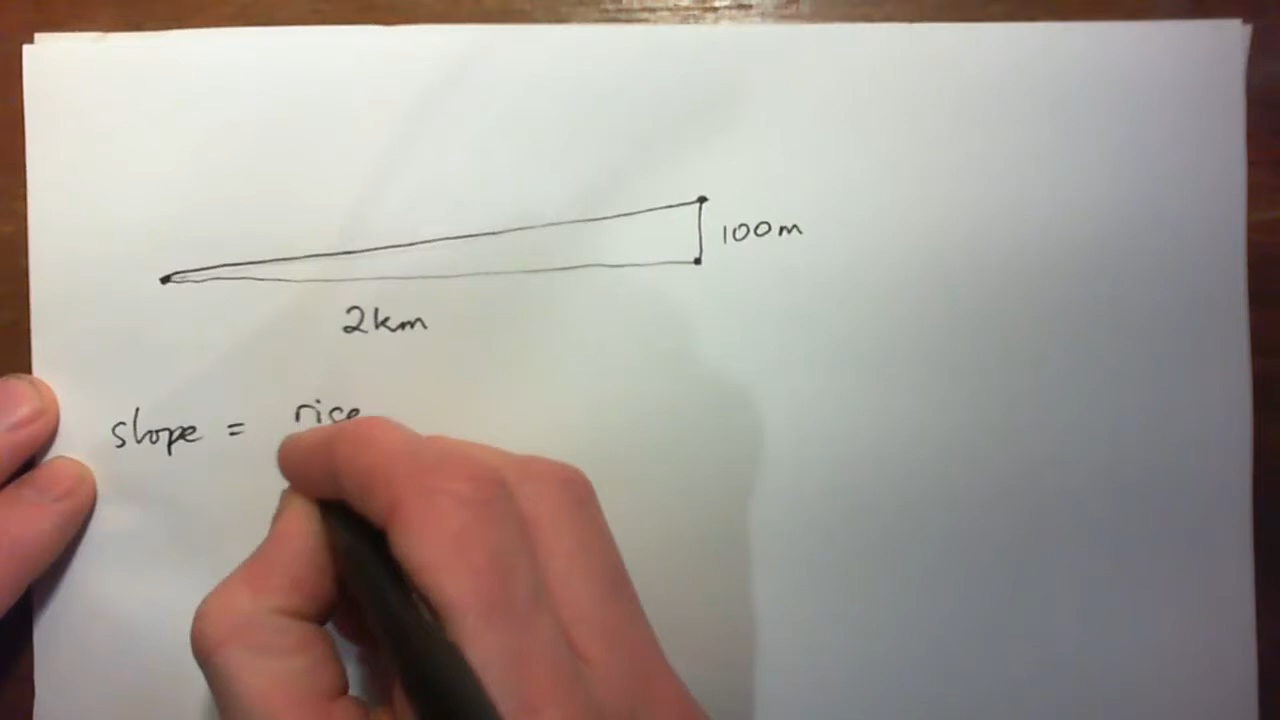 100m
2km
slope = rise